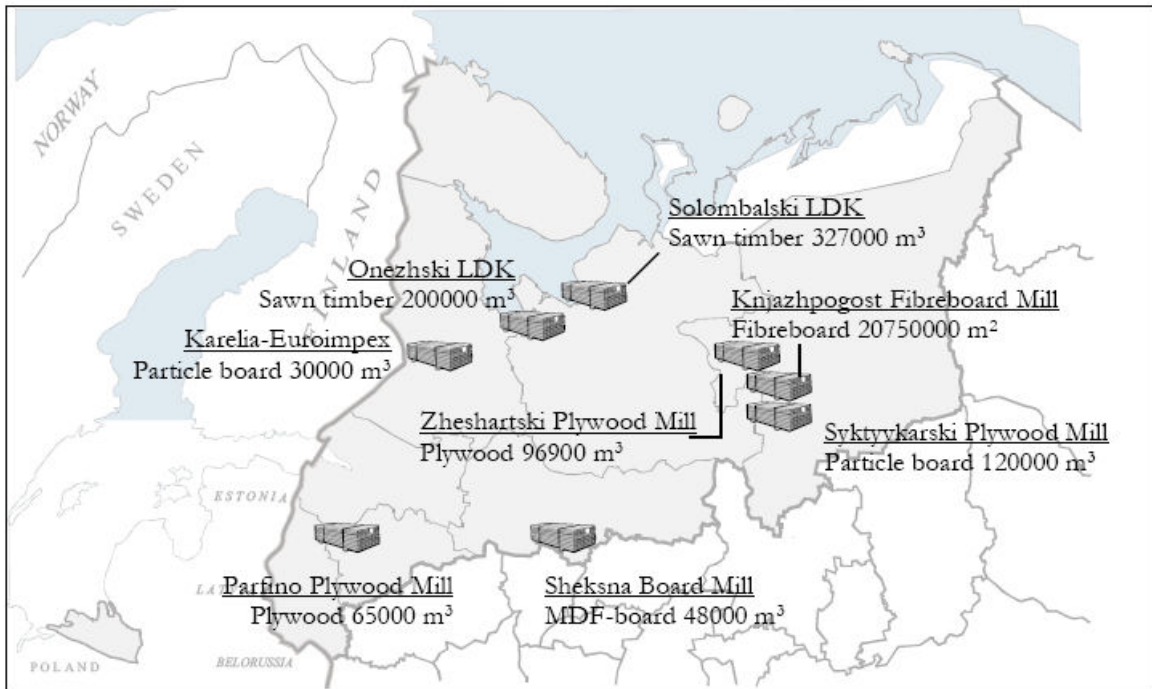 NORWAY
SWEDEN
FINLAND
Solombalski LDK
Sawn timber 327000 m³
Onezhski LDK
Sawn timber 200000 m³
Knjazhpogost Fibreboard Mill
Fibreboard 20750000 m²
Karelia-Euroimpex
Particle board 30000 m³
Zheshartski Plywood Mill
Plywood 96900 m³
Syktyvkarski Plywood Mill
Particle board 120000 m³
ESTONIA
Parfino Plywood Mill
Plywood 65000 m³
Sheksna Board Mill
MDF-board 48000 m³
POLAND
BELORUSSIA